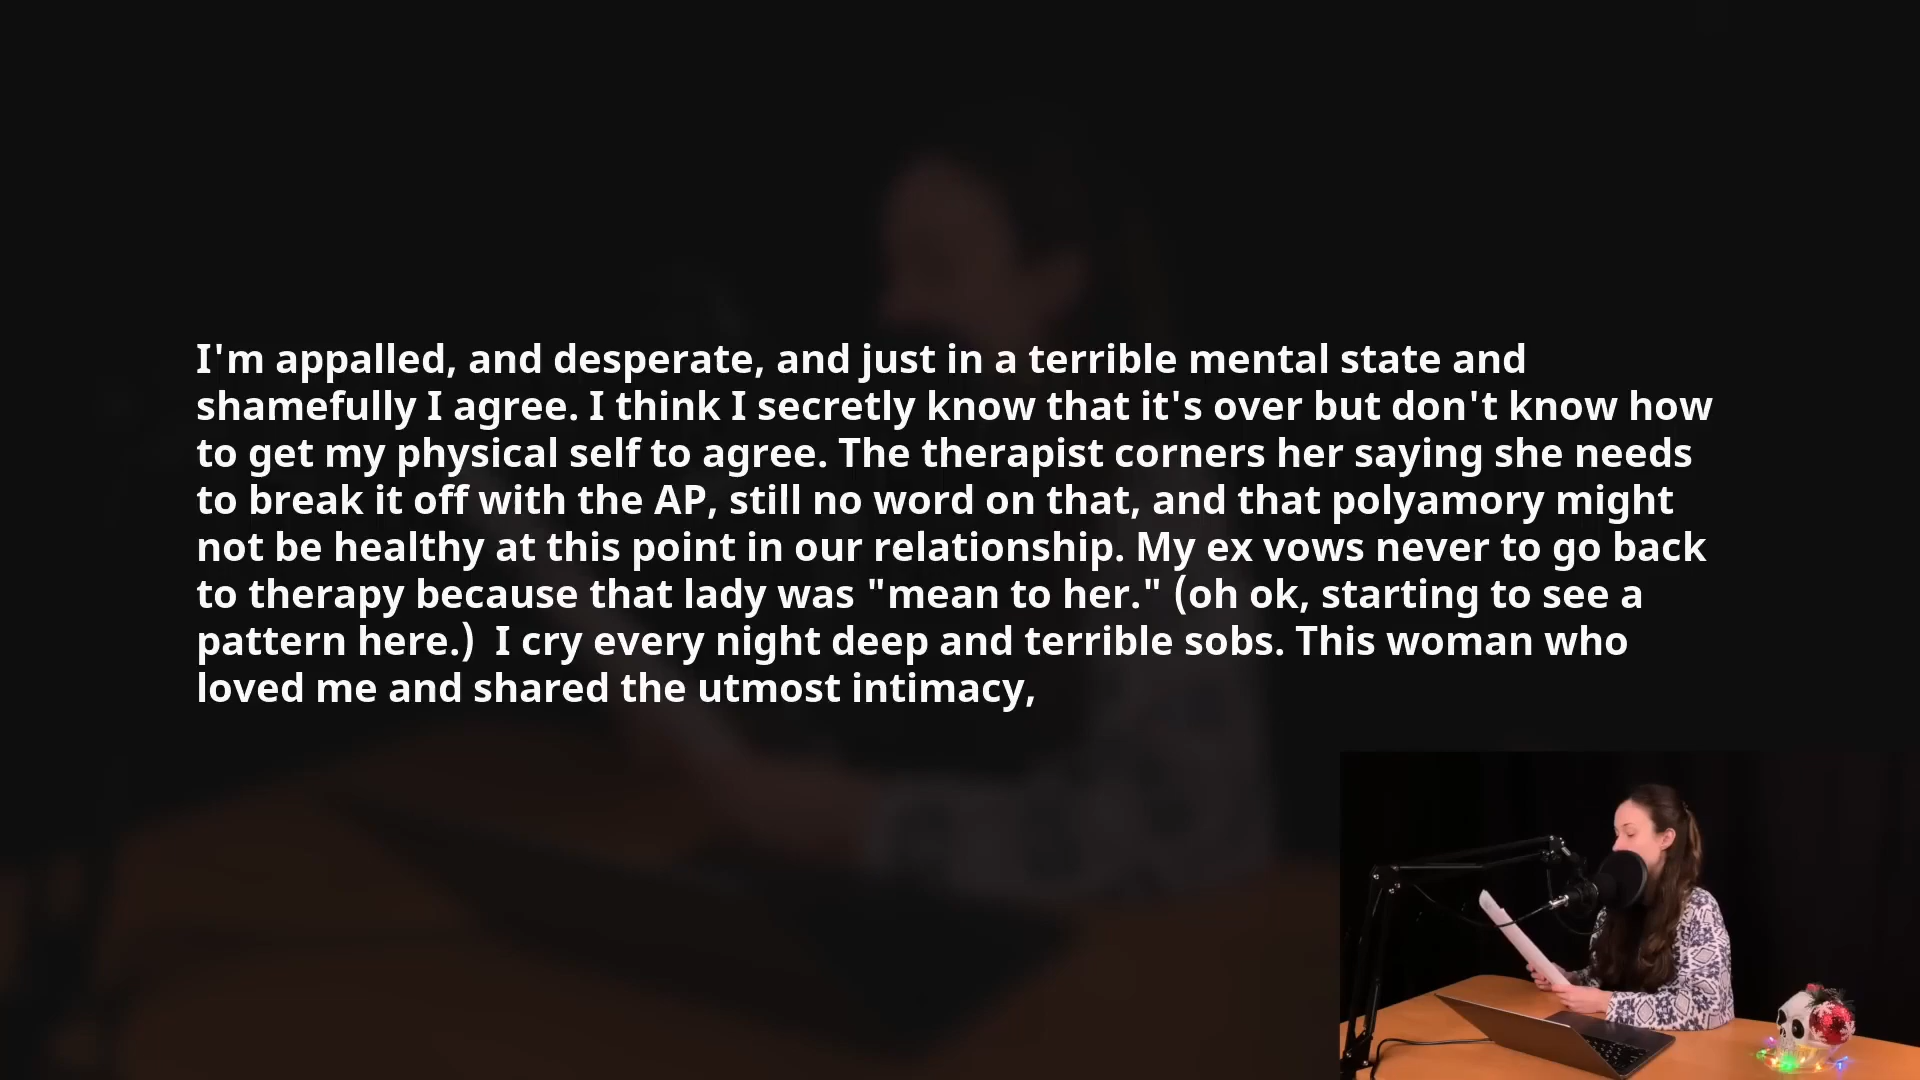 I'm appalled, and desperate, and just in a terrible mental state and
shamefully I agree. I think I secretly know that it's over but don't know how
to get my physical self to agree. The therapist corners her saying she needs
to break it off with the AP, still no word on that, and that polyamory might
not be healthy at this point in our relationship. My ex vows never to go back
to therapy because that lady was "mean to her." (oh ok, starting to see a
pattern here.)  I cry every night deep and terrible sobs. This woman who
loved me and shared the utmost intimacy,